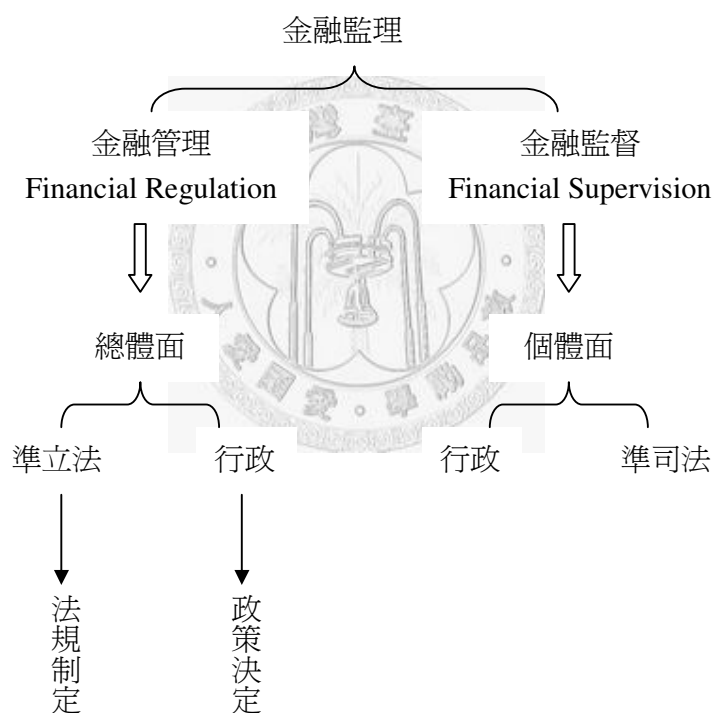 金融監理
金融管理
Financial Regulation
金融監督
Financial Supervision
總體面
個體面
準立法
行政
行政
準司法
法規制定
政策決定